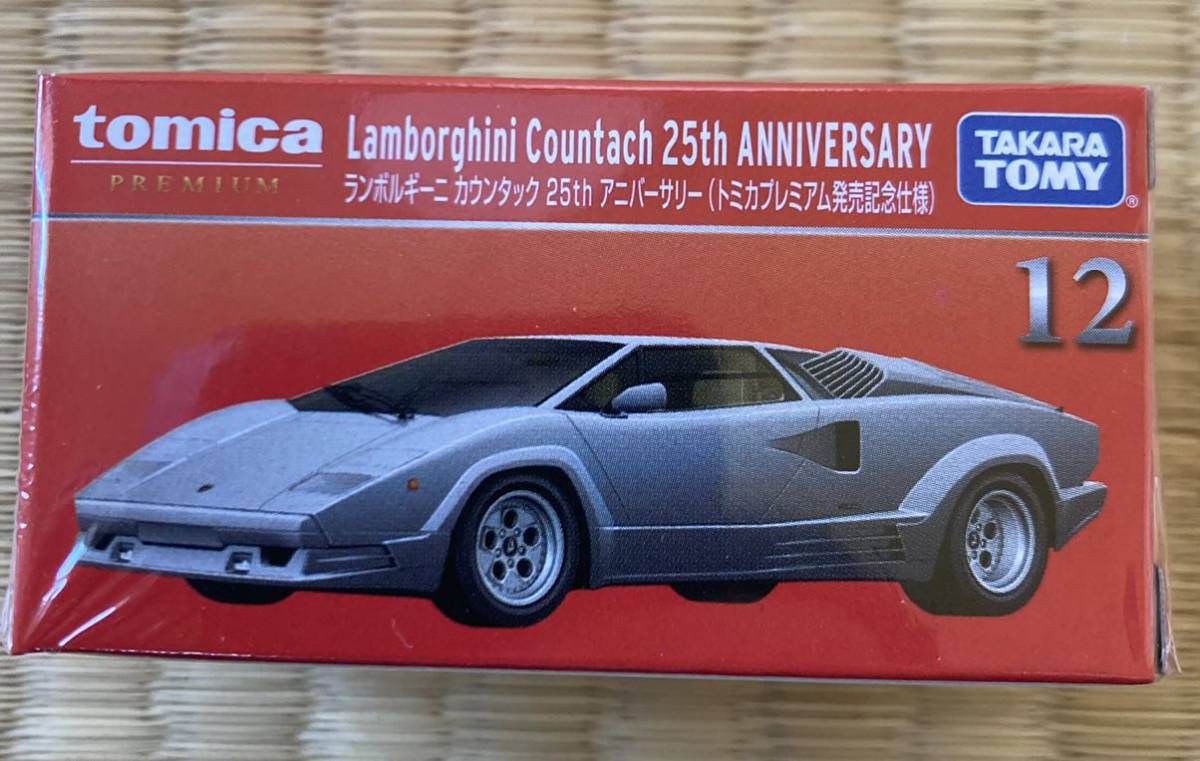 tomica
PREMIUM
Lamborghini Countach 25th ANNIVERSARY
ランボルギーニ カウンタック 25th アニバーサリー (トミカプレミアム発売記念仕様)
TAKARA
TOMY®
12